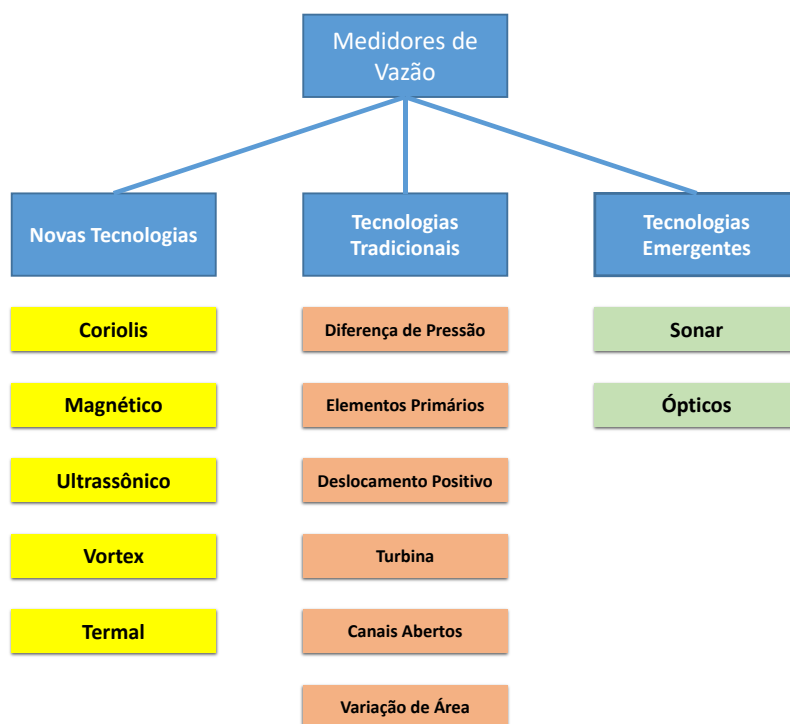 Medidores de
Vazão
Novas Tecnologias
Tecnologias
Tradicionais
Tecnologias
Emergentes
Coriolis
Diferença de Pressão
Sonar
Magnético
Elementos Primários
Ópticos
Ultrassônico
Deslocamento Positivo
Vortex
Turbina
Termal
Canais Abertos
Variação de Área